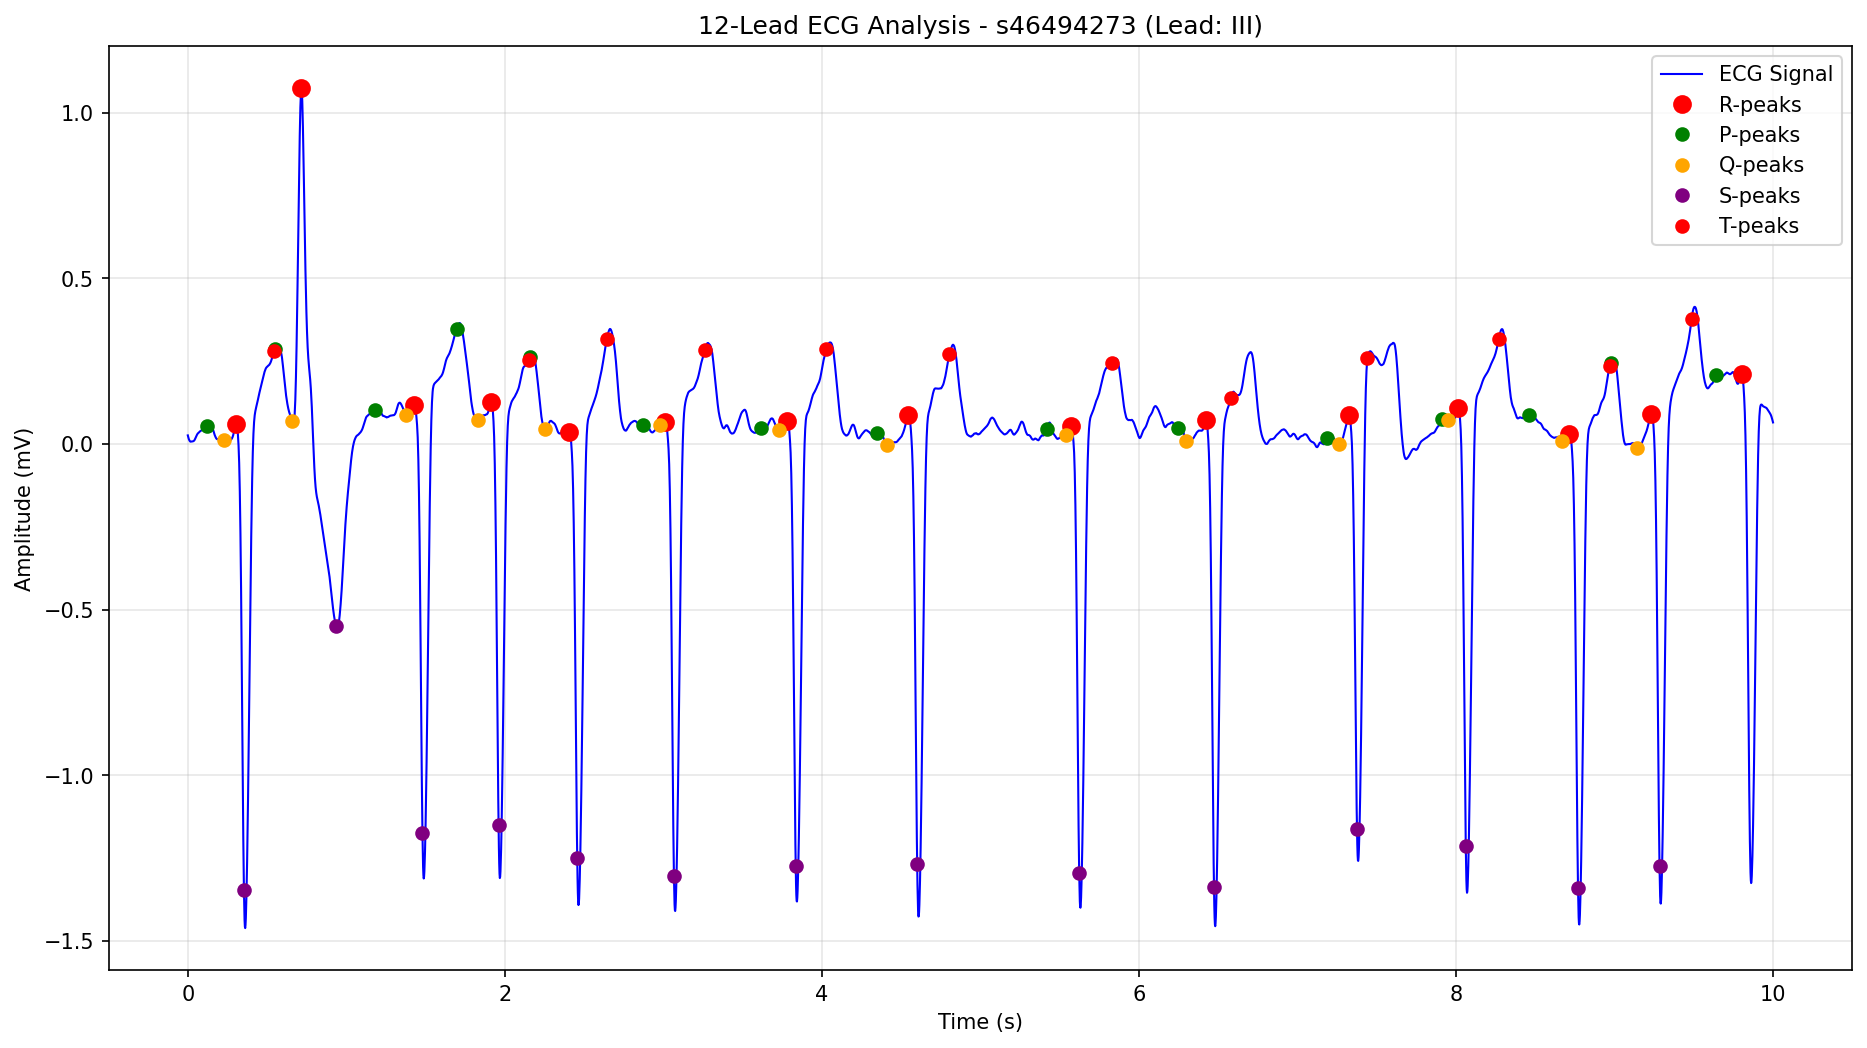 12-Lead ECG Analysis - s46494273 (Lead: III)
ECG Signal
R-peaks
P-peaks
Q-peaks
S-peaks
T-peaks
Amplitude (mV)
1.0
0.5
0.0
−0.5
−1.0
−1.5
0 2 4 6 8 10
Time (s)